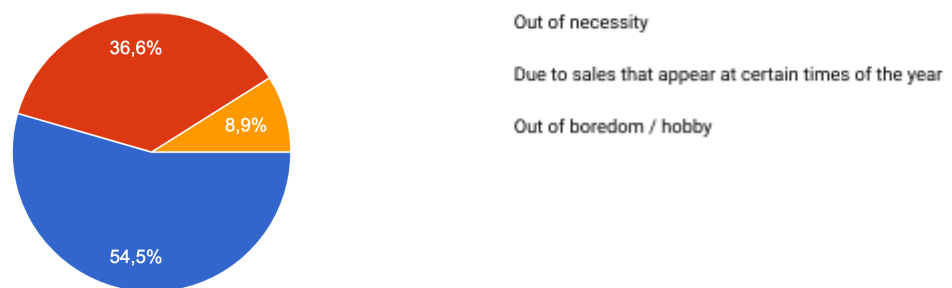 36,6%
8,9%
54,5%
Out of necessity
Due to sales that appear at certain times of the year
Out of boredom / hobby